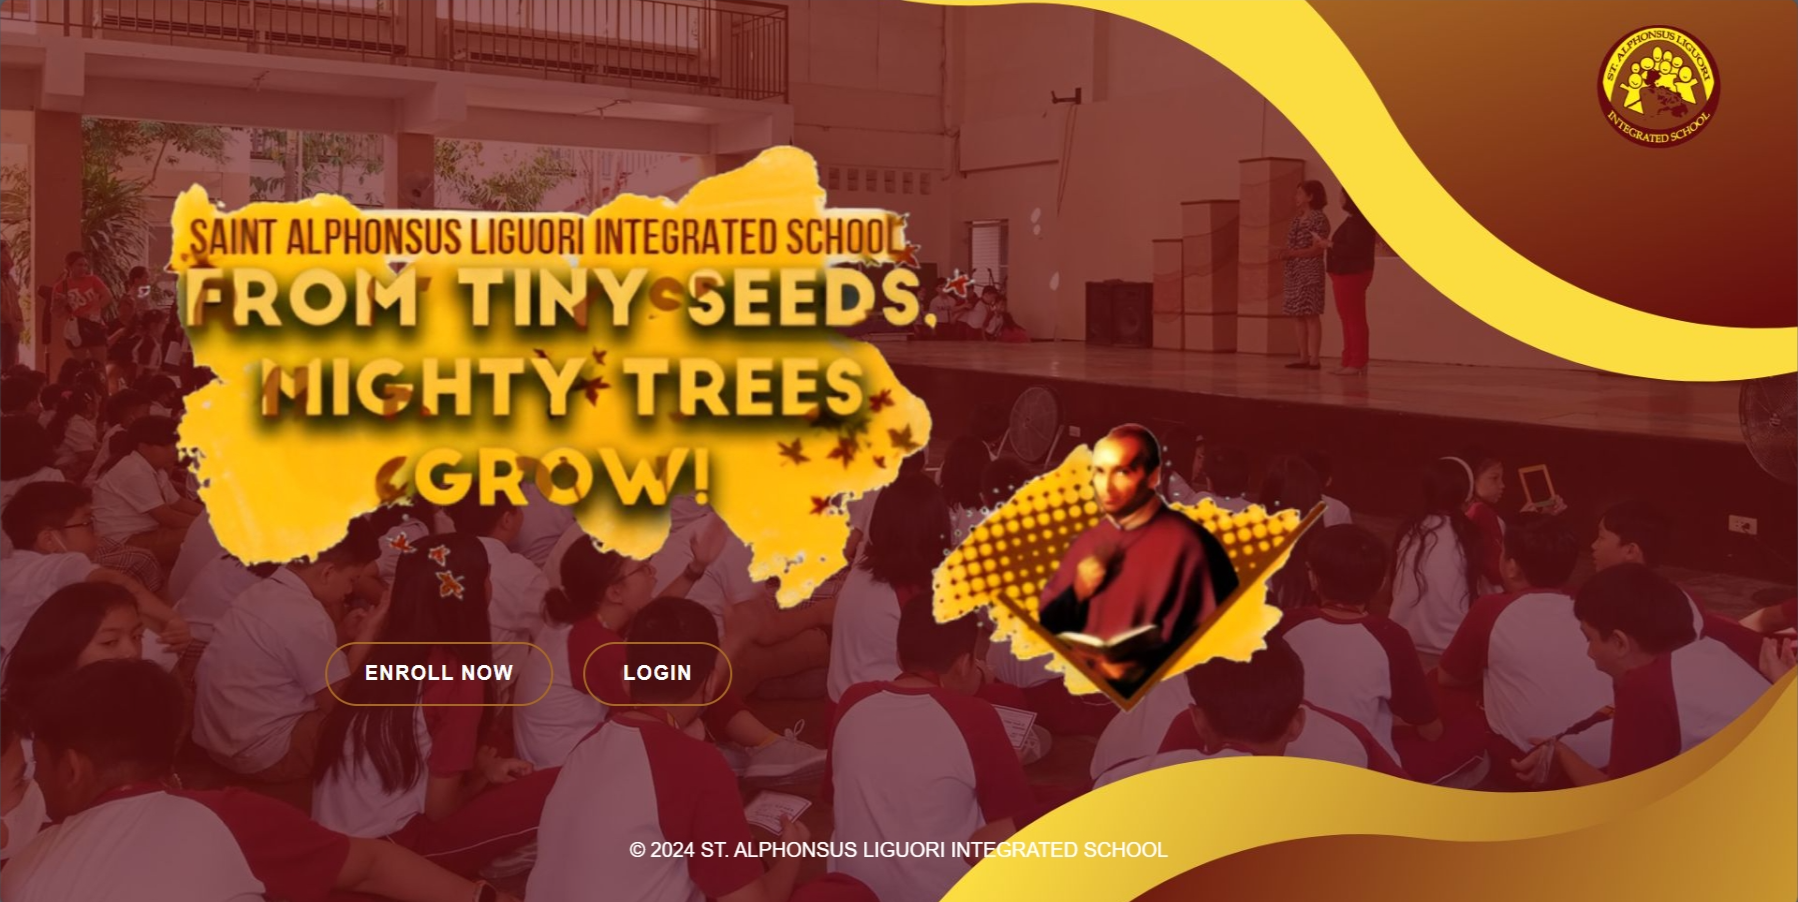 ST. ALPHONSUS LIGUORI
INTEGRATED SCHOOL
SAINT ALPHONSUS LIGUORI INTEGRATED SCHOOL
FROM TINY SEEDS,
MIGHTY TREES
GROW!
ENROLL NOW
LOGIN
© 2024 ST. ALPHONSUS LIGUORI INTEGRATED SCHOOL